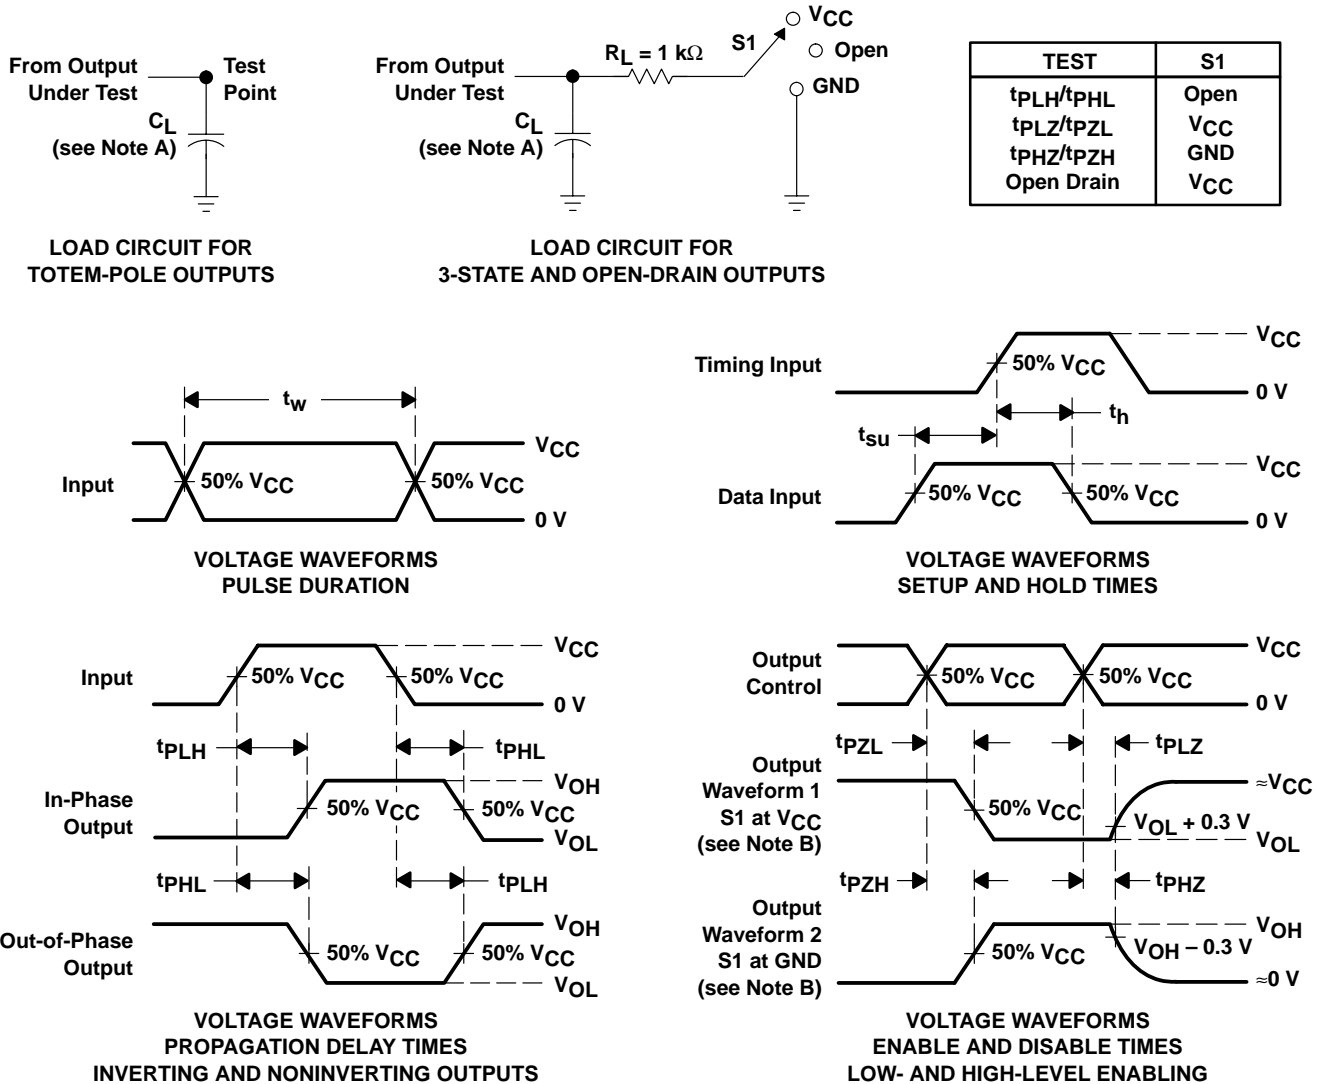 From Output
Under Test
Test
Point
CL
(see Note A)
LOAD CIRCUIT FOR
TOTEM-POLE OUTPUTS
From Output
Under Test
RL = 1 kΩ
S1
VCC
Open
GND
CL
(see Note A)
LOAD CIRCUIT FOR
3-STATE AND OPEN-DRAIN OUTPUTS
TEST S1
tPLH/tPHL Open
tPLZ/tPZL VCC
tPHZ/tPZH GND
Open Drain VCC
tw
Input
50% VCC
50% VCC
VCC
0 V
VOLTAGE WAVEFORMS
PULSE DURATION
Timing Input
50% VCC
VCC
0 V
th
tsu
Data Input
50% VCC
50% VCC
VCC
0 V
VOLTAGE WAVEFORMS
SETUP AND HOLD TIMES
Input
50% VCC
50% VCC
VCC
0 V
tPLH
tPHL
In-Phase
Output
50% VCC
50% VCC
VOH
VOL
tPHL
tPLH
Out-of-Phase
Output
50% VCC
50% VCC
VOH
VOL
VOLTAGE WAVEFORMS
PROPAGATION DELAY TIMES
INVERTING AND NONINVERTING OUTPUTS
Output
Control
50% VCC
50% VCC
VCC
0 V
tPZL
tPLZ
Output
Waveform 1
S1 at VCC
(see Note B)
50% VCC
VOL + 0.3 V
≈VCC
VOL
tPZH
tPHZ
Output
Waveform 2
S1 at GND
(see Note B)
50% VCC
VOH − 0.3 V
VOH
≈0 V
VOLTAGE WAVEFORMS
ENABLE AND DISABLE TIMES
LOW- AND HIGH-LEVEL ENABLING